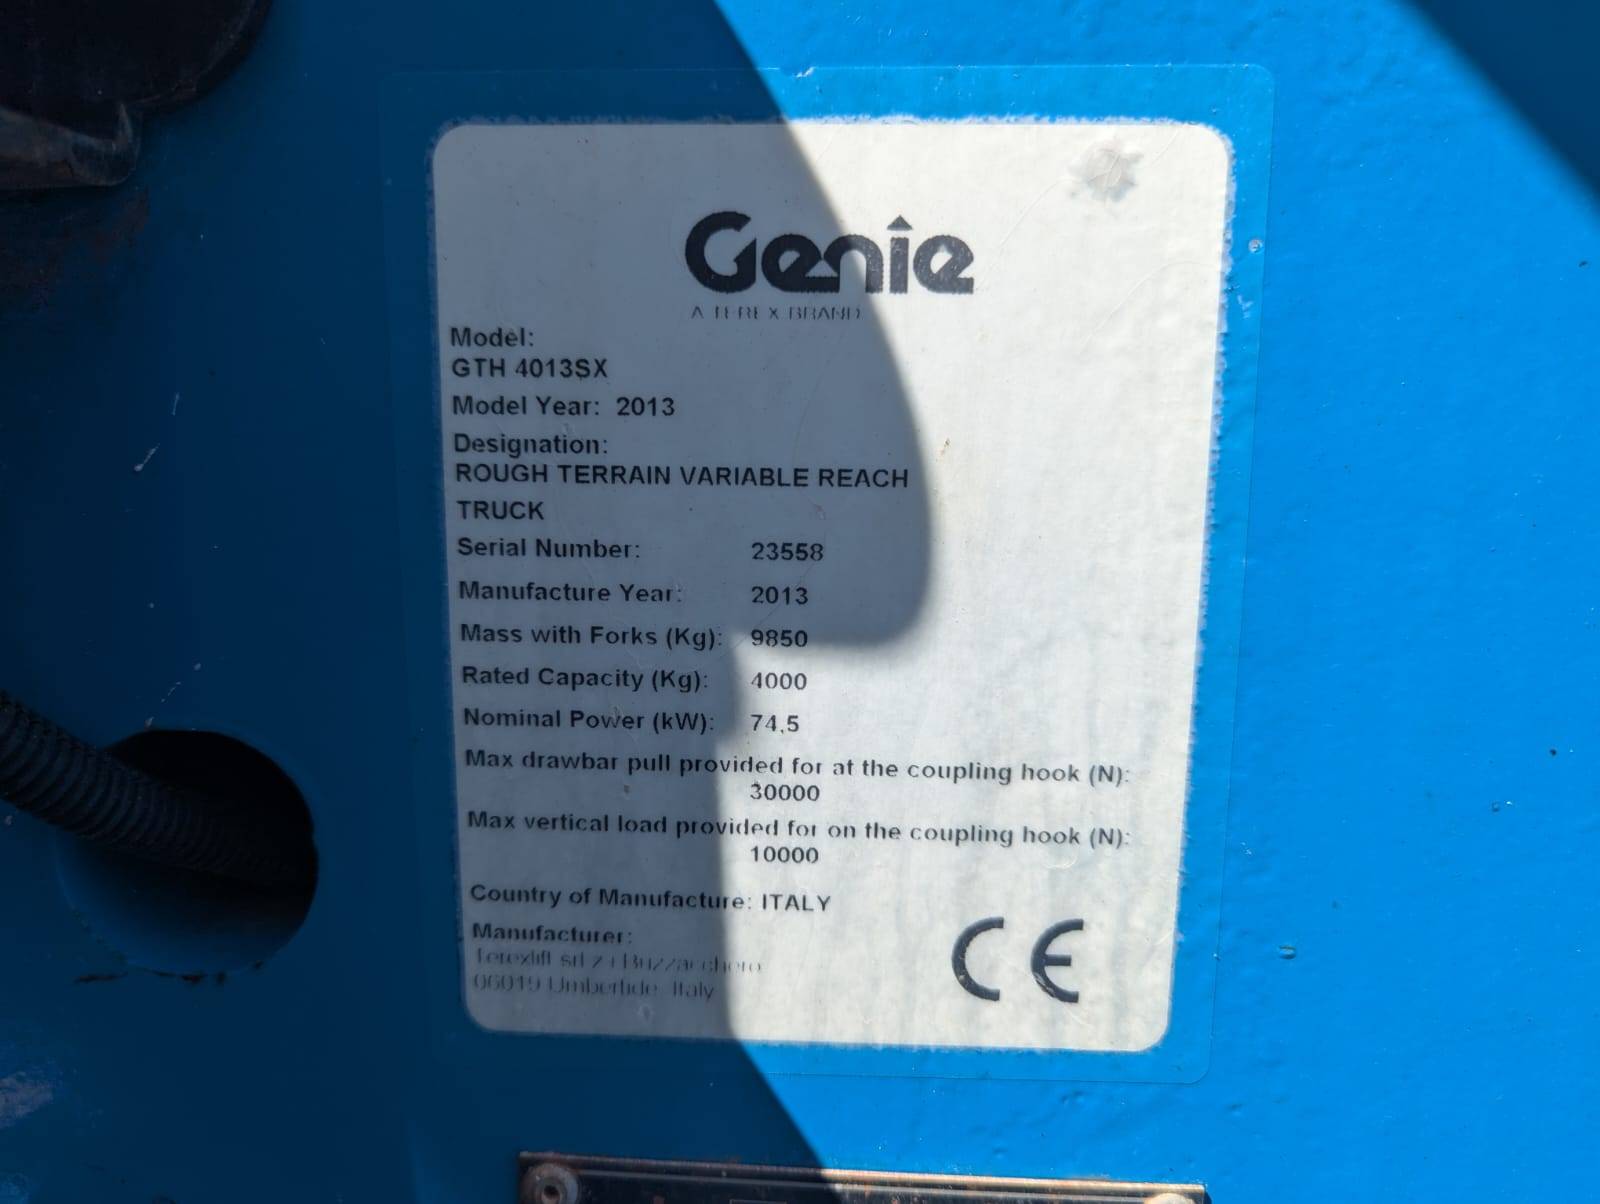 Genie
A TEREX BRAND
Model:
GTH 4013SX
Model Year: 2013
Designation:
ROUGH TERRAIN VARIABLE REACH
TRUCK
Serial Number: 23558
Manufacture Year: 2013
Mass with Forks (Kg): 9850
Rated Capacity (Kg): 4000
Nominal Power (kW): 74,5
Max drawbar pull provided for at the coupling hook (N):
30000
Max vertical load provided for on the coupling hook (N):
10000
Country of Manufacture: ITALY
Manufacturer:
Terexlift srl z.i Buzzacchero
06019 Umbertide Italy
CE